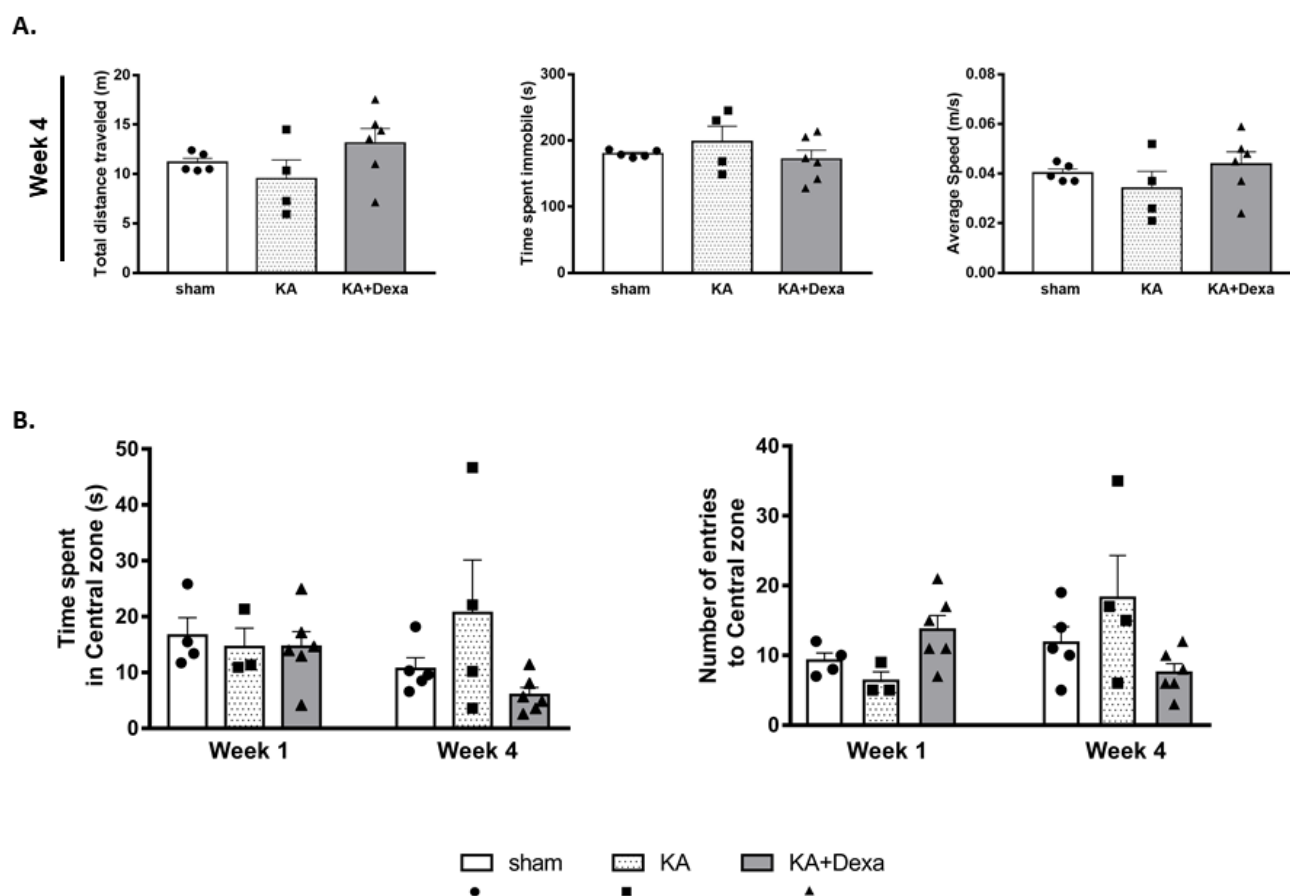 A.
Week 4
Total distance traveled (m)
20
15
10
5
0
sham KA KA+Dexa
Time spent immobile (s)
300
200
100
0
sham KA KA+Dexa
Average Speed (m/s)
0.08
0.06
0.04
0.02
0.00
sham KA KA+Dexa
B.
Time spent
in Central zone (s)
50
40
30
20
10
0
Week 1 Week 4
Number of entries
to Central zone
40
30
20
10
0
Week 1 Week 4
sham KA KA+Dexa